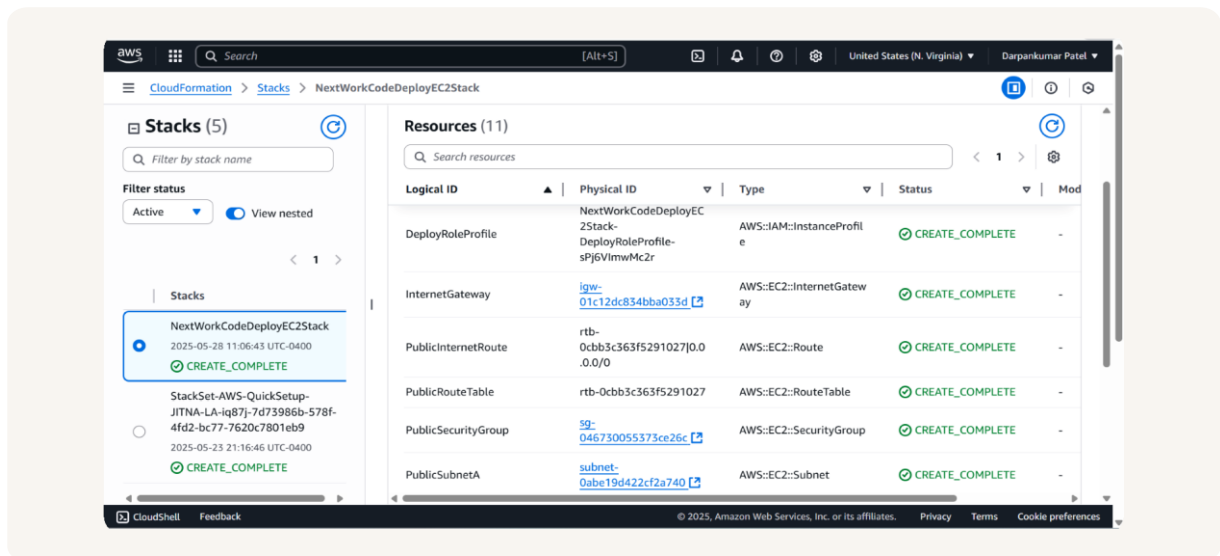 aws
Search [Alt+S]
United States (N. Virginia) ▼
Darpankumar Patel ▼
CloudFormation > Stacks > NextWorkCodeDeployEC2Stack
Stacks (5)
Filter by stack name
Filter status
Active
View nested
1
Stacks
NextWorkCodeDeployEC2Stack
2025-05-28 11:06:43 UTC-0400
CREATE_COMPLETE
StackSet-AWS-QuickSetup-
JITNA-LA-iq87j-7d73986b-578f-
4fd2-bc77-7620c7801eb9
2025-05-23 21:16:46 UTC-0400
CREATE_COMPLETE
Resources (11)
Search resources
1
Logical ID Physical ID Type Status Mod
DeployRoleProfile
NextWorkCodeDeployEC
2Stack-
DeployRoleProfile-
sPj6VImwMc2r
AWS::IAM::InstanceProfil
e
CREATE_COMPLETE -
InternetGateway
igw-
01c12dc834bba033d
AWS::EC2::InternetGatew
ay
CREATE_COMPLETE -
PublicInternetRoute
rtb-
0cbb3c363f5291027|0.0
.0.0/0
AWS::EC2::Route
CREATE_COMPLETE -
PublicRouteTable rtb-0cbb3c363f5291027 AWS::EC2::RouteTable CREATE_COMPLETE -
PublicSecurityGroup
sg-
046730055373ce26c
AWS::EC2::SecurityGroup
CREATE_COMPLETE -
PublicSubnetA
subnet-
0abe19d422cf2a740
AWS::EC2::Subnet
CREATE_COMPLETE -
CloudShell Feedback
© 2025, Amazon Web Services, Inc. or its affiliates. Privacy Terms Cookie preferences